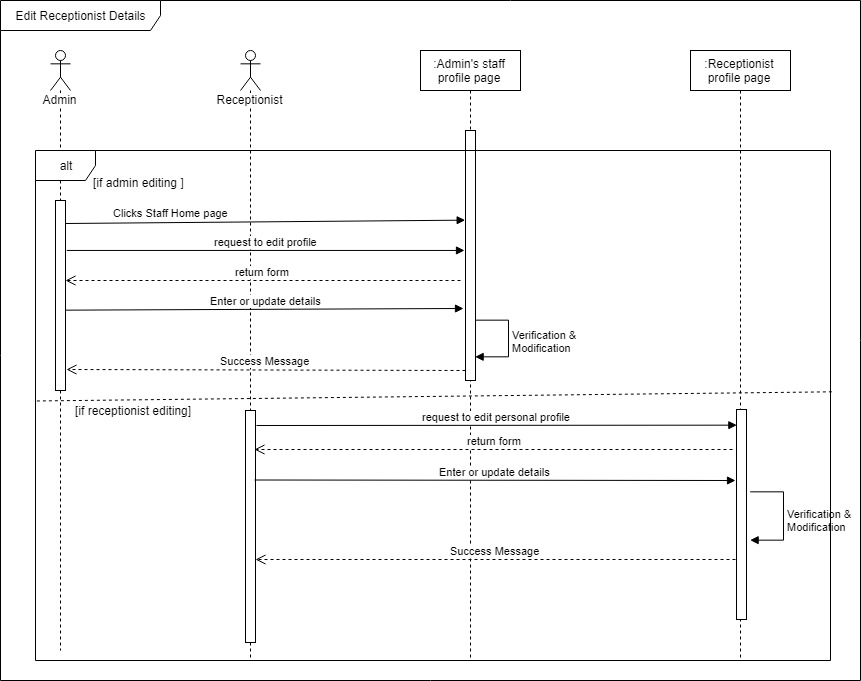 Edit Receptionist Details
Admin
Receptionist
:Admin's staff
profile page
:Receptionist
profile page
alt
[if admin editing ]
Clicks Staff Home page
request to edit profile
return form
Enter or update details
Verification &
Modification
Success Message
[if receptionist editing]
request to edit personal profile
return form
Enter or update details
Verification &
Modification
Success Message